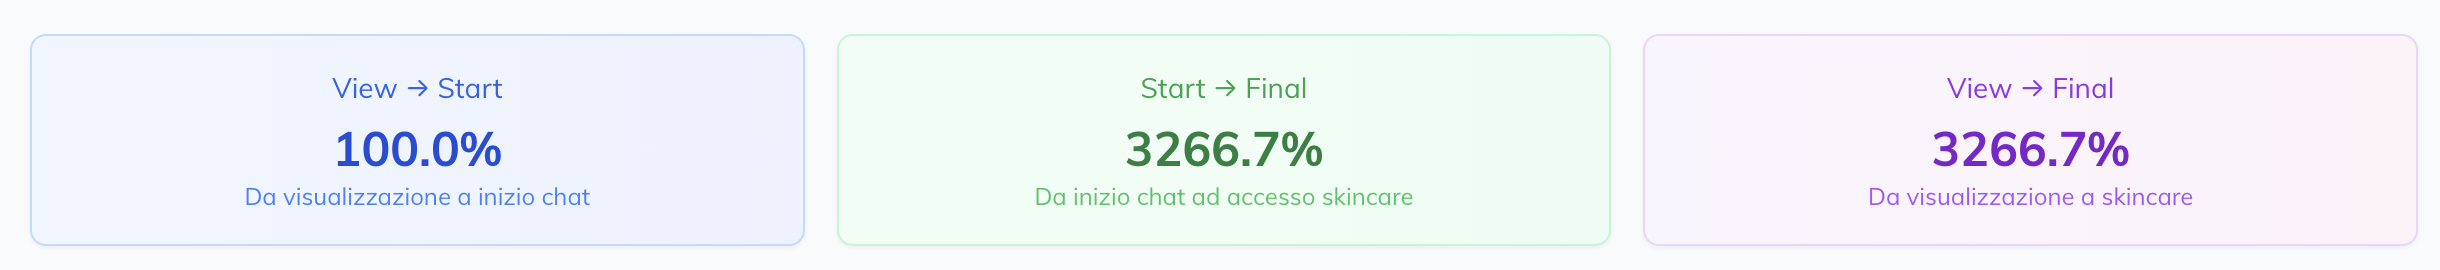 View → Start
100.0%
Da visualizzazione a inizio chat
Start → Final
3266.7%
Da inizio chat ad accesso skincare
View → Final
3266.7%
Da visualizzazione a skincare